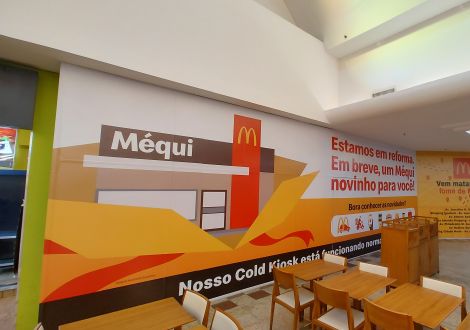 Méqui
Estamos em reforma.
Em breve, um Méqui
novinho para você!
Bora conhecer as novidades?
Nosso Cold Kiosk está funcionando
Vem mata
fome de